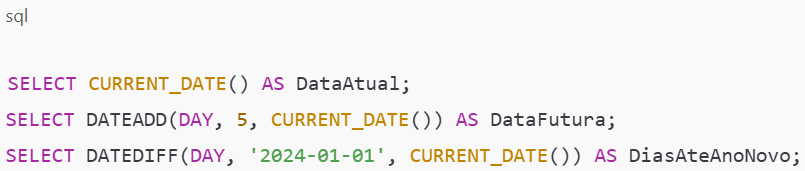 sql
SELECT CURRENT_DATE() AS DataAtual;
SELECT DATEADD(DAY, 5, CURRENT_DATE()) AS DataFutura;
SELECT DATEDIFF(DAY, '2024-01-01', CURRENT_DATE()) AS DiasAteAnoNovo;